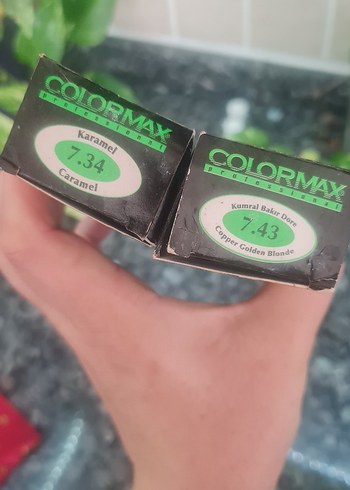 COLORMAX
professional
Karamel
7.34
Caramel
COLORMAX
professional
Kumral Bakır Dore
7.43
Copper Golden Blonde